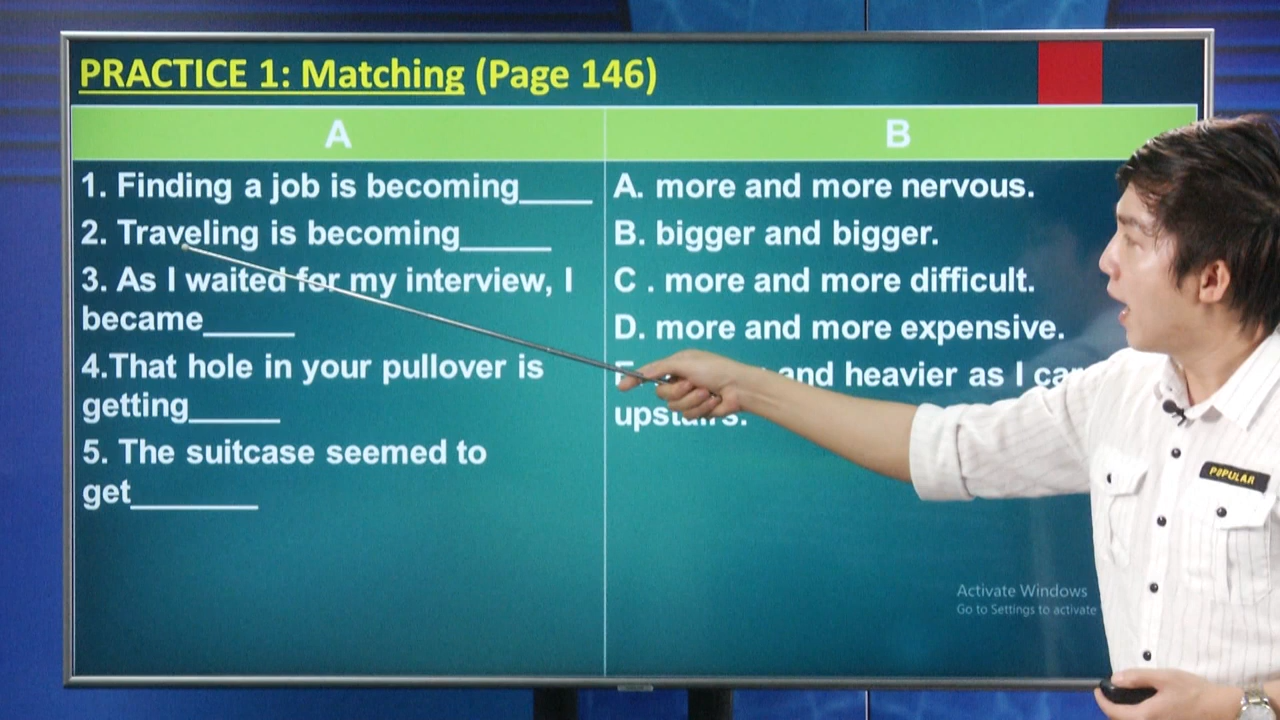 PRACTICE 1: Matching (Page 146)
A
B
1. Finding a job is becoming____
2. Traveling is becoming_____
3. As I waited for my interview, I
became_____
4.That hole in your pullover is
getting_____
5. The suitcase seemed to
get_______
A. more and more nervous.
B. bigger and bigger.
C . more and more difficult.
D. more and more expensive.
and heavier as I
Activate Windows
Go to Settings to activate
POPULAR